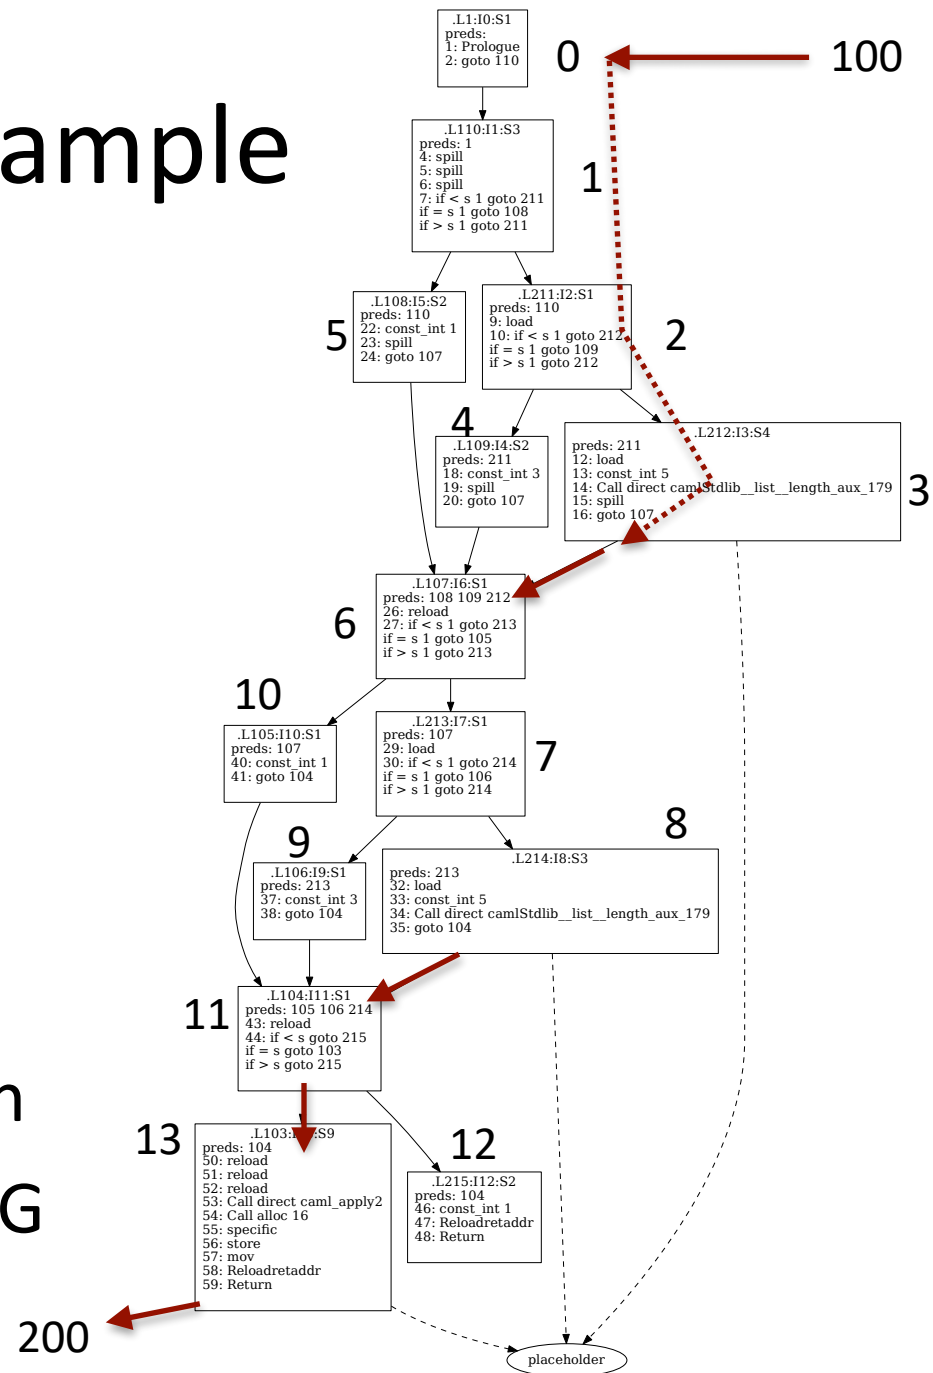 .L1:I0:S1
preds:
1: Prologue
2: goto 110
0
100
ample
.L110:I1:S3
preds: 1
4: spill
5: spill
6: spill
7: if < s 1 goto 211
if = s 1 goto 108
if > s 1 goto 211
1
5
.L108:I5:S2
preds: 110
22: const_int 1
23: spill
24: goto 107
.L211:I2:S1
preds: 110
9: load
10: if < s 1 goto 212
if = s 1 goto 109
if > s 1 goto 212
2
4
.L109:I4:S2
preds: 211
18: const_int 3
19: spill
20: goto 107
.L212:I3:S4
preds: 211
12: load
13: const_int 5
14: Call direct camlStdlib__list__length_aux_179
15: spill
16: goto 107
3
6
.L107:I6:S1
preds: 108 109 212
26: reload
27: if < s 1 goto 213
if = s 1 goto 105
if > s 1 goto 213
10
.L105:I10:S1
preds: 107
40: const_int 1
41: goto 104
.L213:I7:S1
preds: 107
29: load
30: if < s 1 goto 214
if = s 1 goto 106
if > s 1 goto 214
7
9
.L106:I9:S1
preds: 213
37: const_int 3
38: goto 104
8
.L214:I8:S3
preds: 213
32: load
33: const_int 5
34: Call direct camlStdlib__list__length_aux_179
35: goto 104
11
.L104:I11:S1
preds: 105 106 214
43: reload
44: if < s goto 215
if = s goto 103
if > s goto 215
n
G
13
.L103: :S9
preds: 104
50: reload
51: reload
52: reload
53: Call direct caml_apply2
54: Call alloc 16
55: specific
56: store
57: mov
58: Reloadretaddr
59: Return
12
.L215:I12:S2
preds: 104
46: const_int 1
47: Reloadretaddr
48: Return
200
placeholder